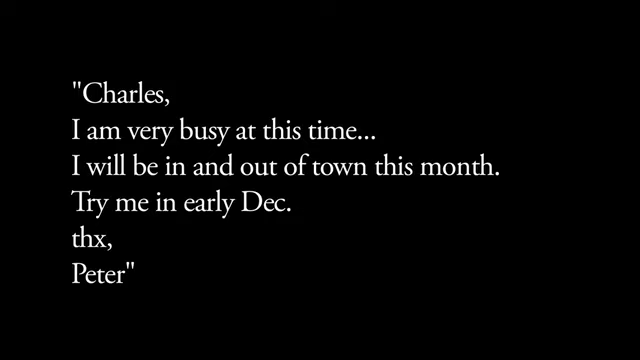 "Charles,
I am very busy at this time...
I will be in and out of town this month.
Try me in early Dec.
thx,
Peter"